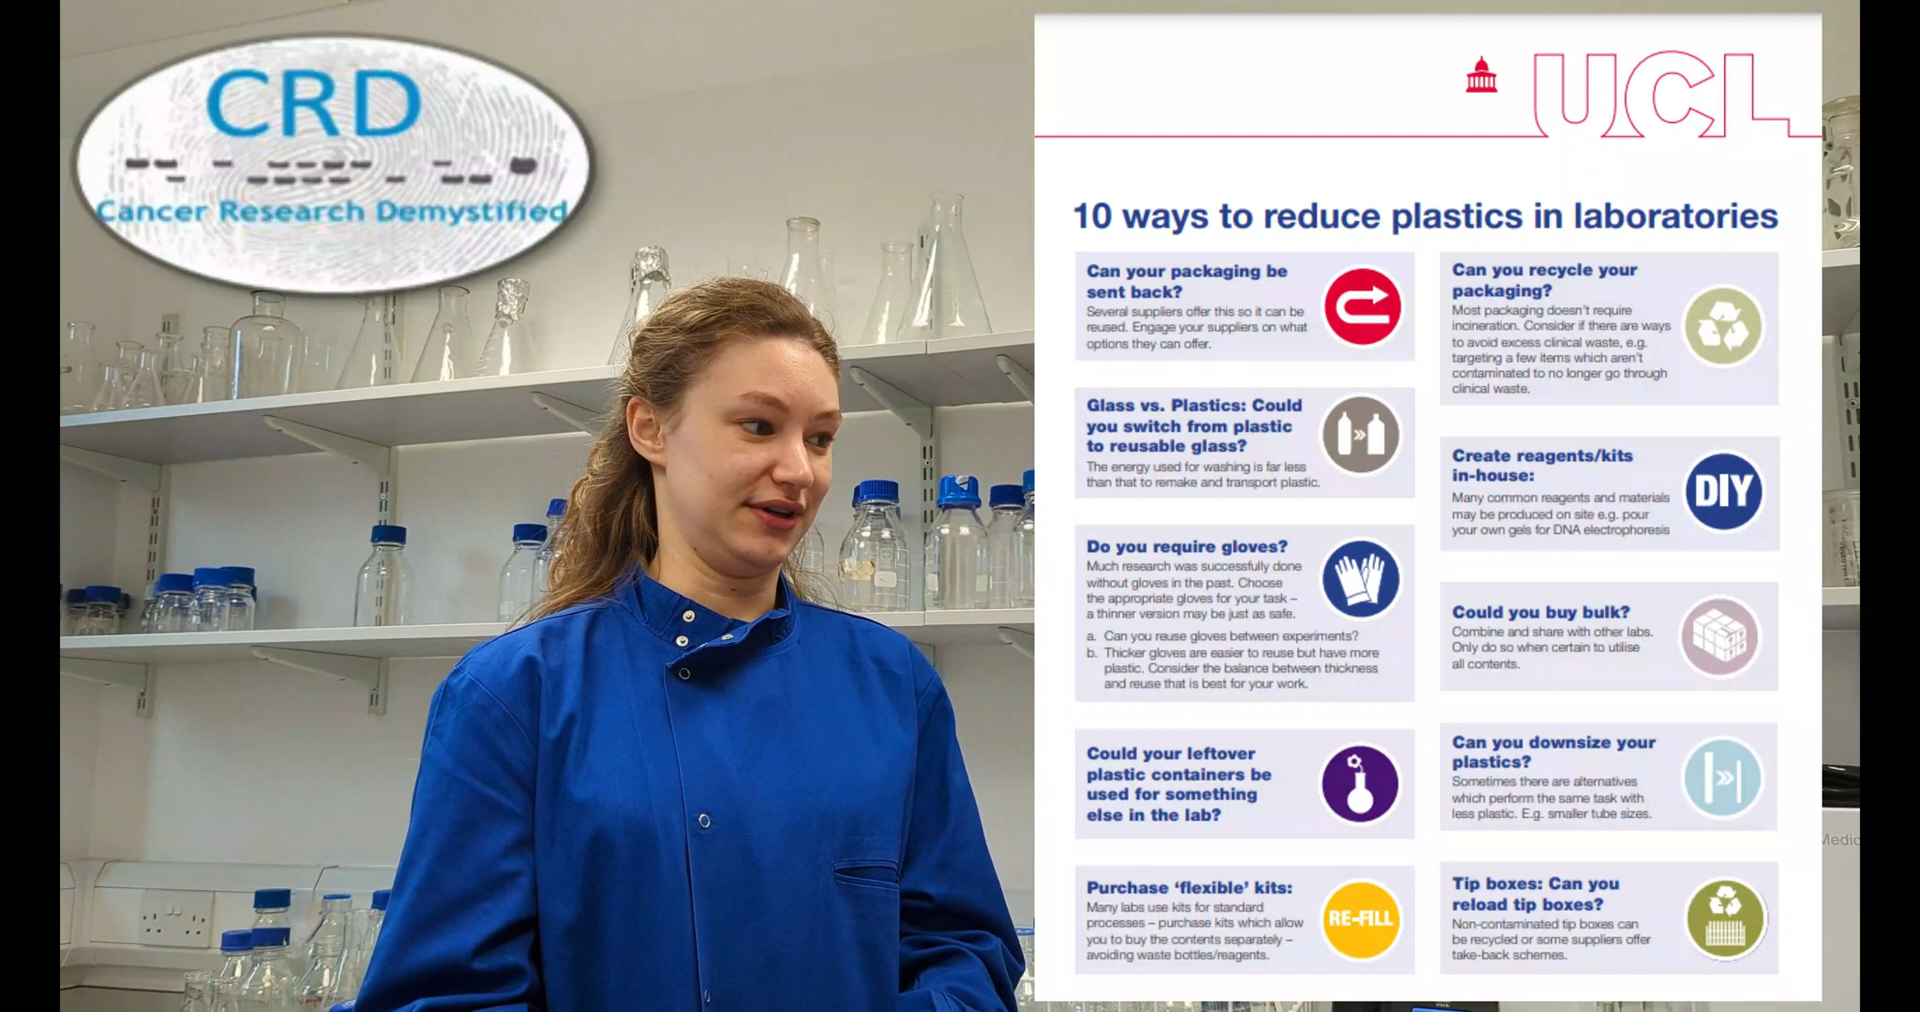 CRD
Cancer Research Demystified
UCL
10 ways to reduce plastics in laboratories
Can your packaging be
sent back?
Several suppliers offer this so it can be
reused. Engage your suppliers on what
options they can offer.
Glass vs. Plastics: Could
you switch from plastic
to reusable glass?
The energy used for washing is far less
than that to remake and transport plastic.
Do you require gloves?
Much research was successfully done
without gloves in the past. Choose
the appropriate gloves for your task –
a thinner version may be just as safe.
a. Can you reuse gloves between experiments?
b. Thicker gloves are easier to reuse but have more
plastic. Consider the balance between thickness
and reuse that is best for your work.
Could your leftover
plastic containers be
used for something
else in the lab?
Purchase ‘flexible’ kits:
Many labs use kits for standard
processes – purchase kits which allow
you to buy the contents separately –
avoiding waste bottles/reagents.
RE-FILL
Can you recycle your
packaging?
Most packaging doesn’t require
incineration. Consider if there are ways
to avoid excess clinical waste, e.g.
targeting a few items which aren’t
contaminated to no longer go through
clinical waste.
Create reagents/kits
in-house:
Many common reagents and materials
may be produced on site e.g. pour
your own gels for DNA electrophoresis
DIY
Could you buy bulk?
Combine and share with other labs.
Only do so when certain to utilise
all contents.
Can you downsize your
plastics?
Sometimes there are alternatives
which perform the same task with
less plastic. E.g. smaller tube sizes.
Tip boxes: Can you
reload tip boxes?
Non-contaminated tip boxes can
be recycled or some suppliers offer
take-back schemes.
Medic